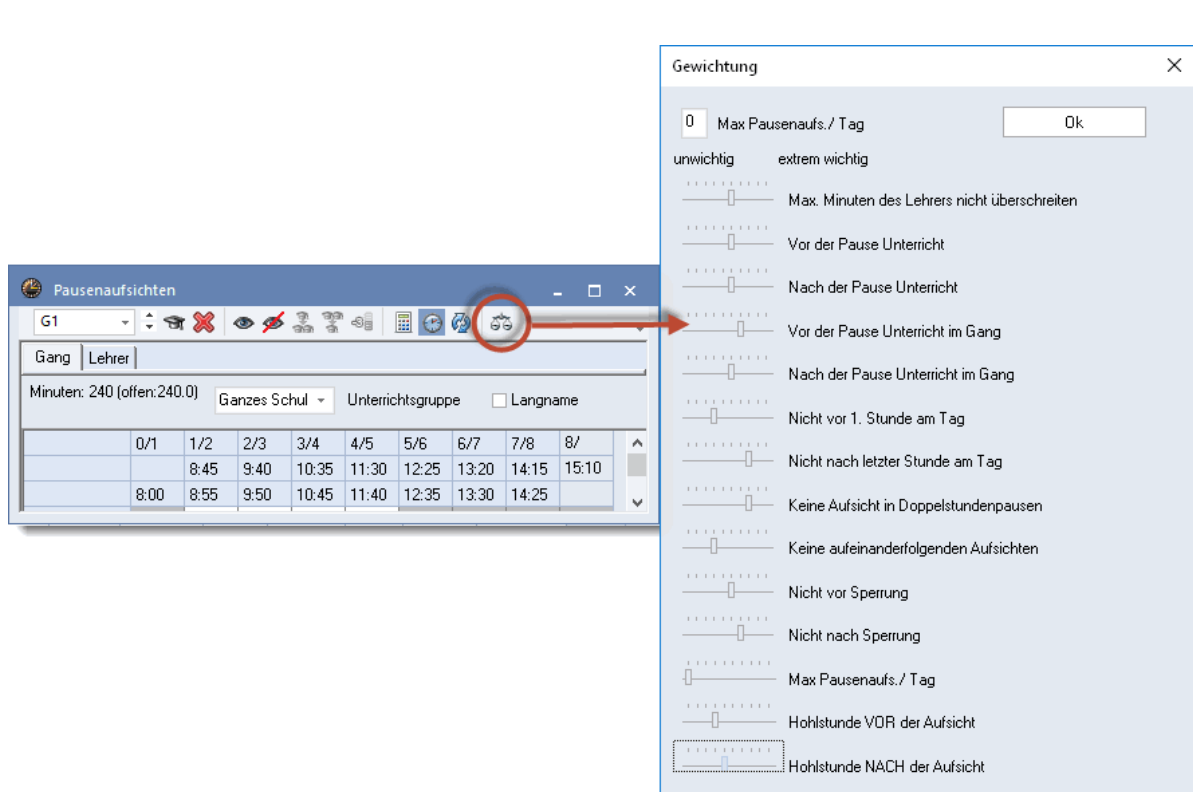 Gewichtung
0 Max Pausenaufs./ Tag Ok
unwichtig extrem wichtig
Max. Minuten des Lehrers nicht überschreiten
Vor der Pause Unterricht
Nach der Pause Unterricht
Vor der Pause Unterricht im Gang
Nach der Pause Unterricht im Gang
Nicht vor 1. Stunde am Tag
Nicht nach letzter Stunde am Tag
Keine Aufsicht in Doppelstundenpausen
Keine aufeinanderfolgenden Aufsichten
Nicht vor Sperrung
Nicht nach Sperrung
Max Pausenaufs./ Tag
Hohlstunde VOR der Aufsicht
Hohlstunde NACH der Aufsicht
Pausenaufsichten
G1
Gang Lehrer
Minuten: 240 (offen:240.0) Ganzes Schul Unterrichtsgruppe Langname
0/1 1/2 2/3 3/4 4/5 5/6 6/7 7/8 8/
8:45 9:40 10:35 11:30 12:25 13:20 14:15 15:10
8:00 8:55 9:50 10:45 11:40 12:35 13:30 14:25